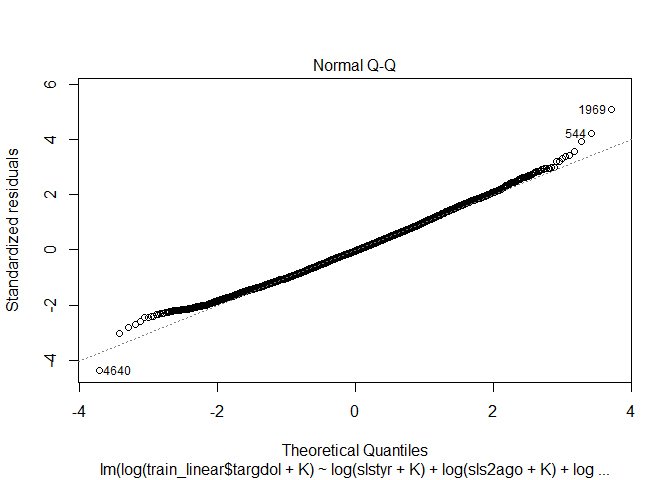 Normal Q-Q
6
4
2
0
-2
-4
Standardized residuals
1969
544
4640
-4 -2 0 2 4
Theoretical Quantiles
lm(log(train_linear$targdol + K) ~ log(slstyr + K) + log(sls2ago + K) + log ...